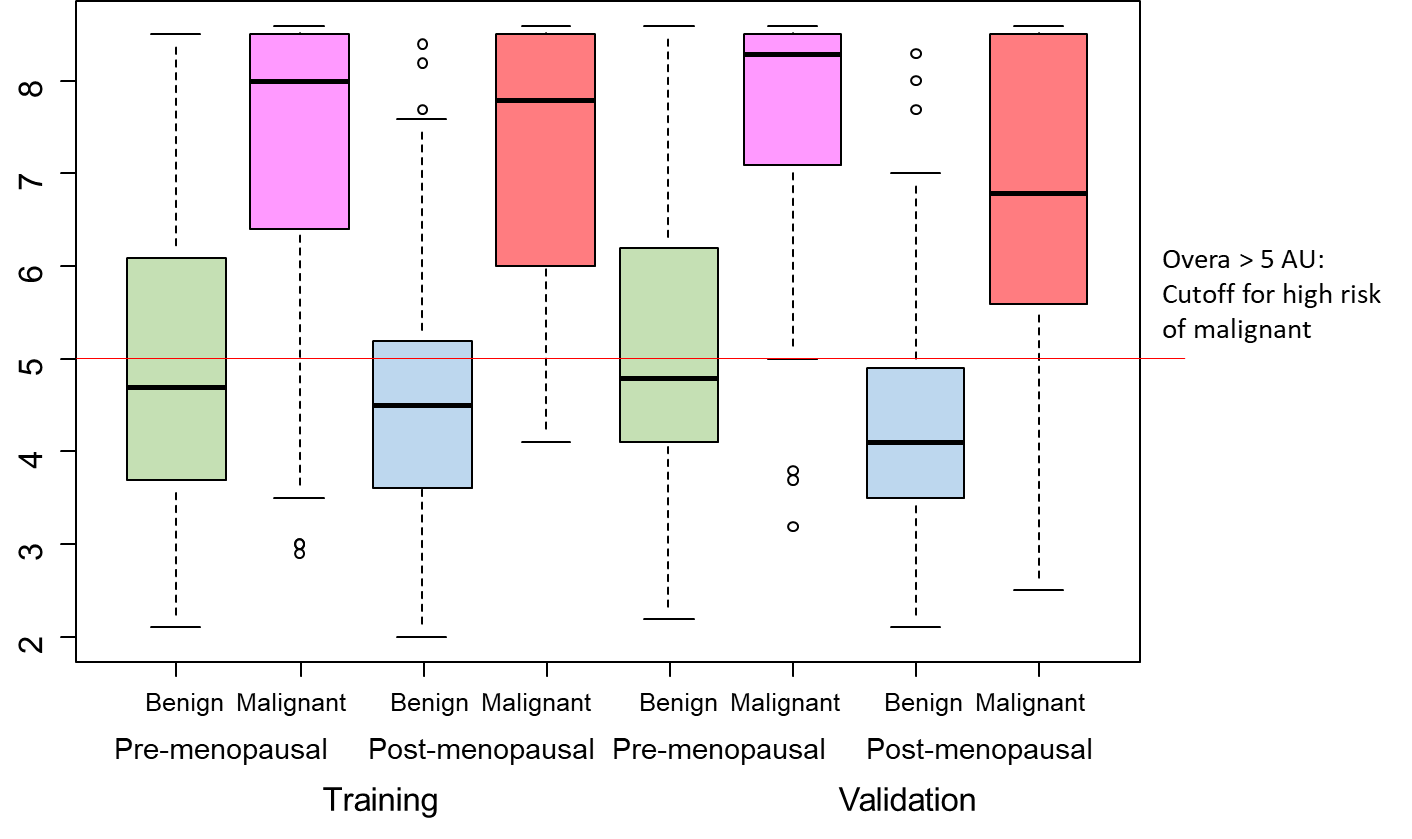 8
7
6
5
4
3
2
Overa > 5 AU:
Cutoff for high risk
of malignant
Benign Malignant Benign Malignant Benign Malignant Benign Malignant
Pre-menopausal Post-menopausal Pre-menopausal Post-menopausal
Training Validation